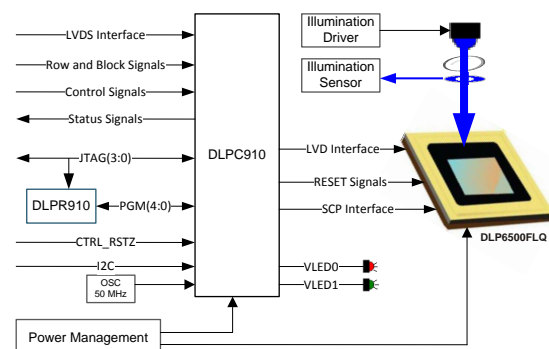 LVDS Interface
Row and Block Signals
Control Signals
Status Signals
JTAG(3:0)
DLPR910
PGM(4:0)
CTRL_RSTZ
I2C
OSC
50 MHz
Power Management
DLPC910
Illumination
Driver
Illumination
Sensor
LVD Interface
RESET Signals
SCP Interface
DLP6500FLQ
VLED0
VLED1